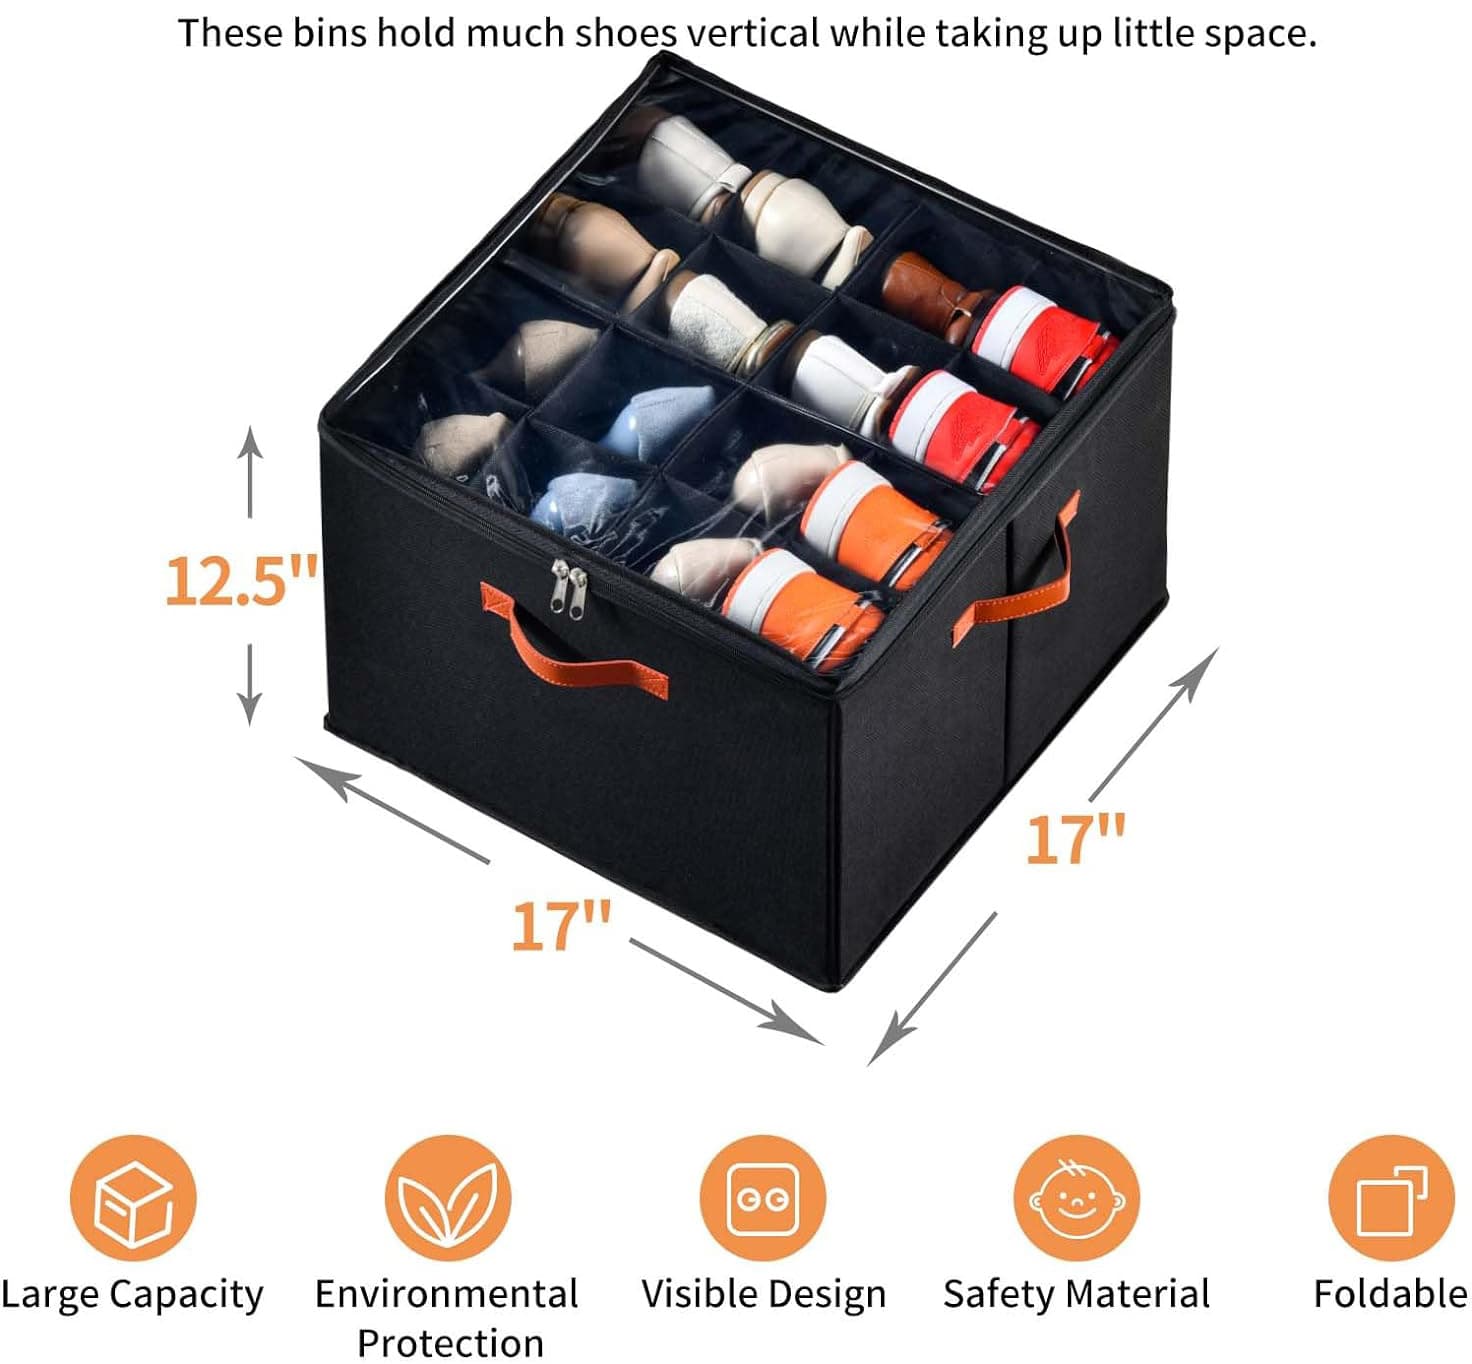 These bins hold much shoes vertical while taking up little space.
12.5"
17"
17"
Large Capacity
Environmental
Protection
Visible Design
Safety Material
Foldable